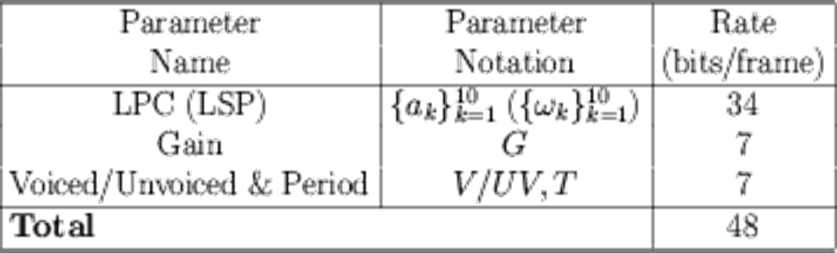 Parameter Parameter Rate
Name Notation (bits/frame)
LPC (LSP) {a_k}_{k=1}^{10} ({ω_k}_{k=1}^{10}) 34
Gain G 7
Voiced/Unvoiced & Period V/UV, T 7
Total 48